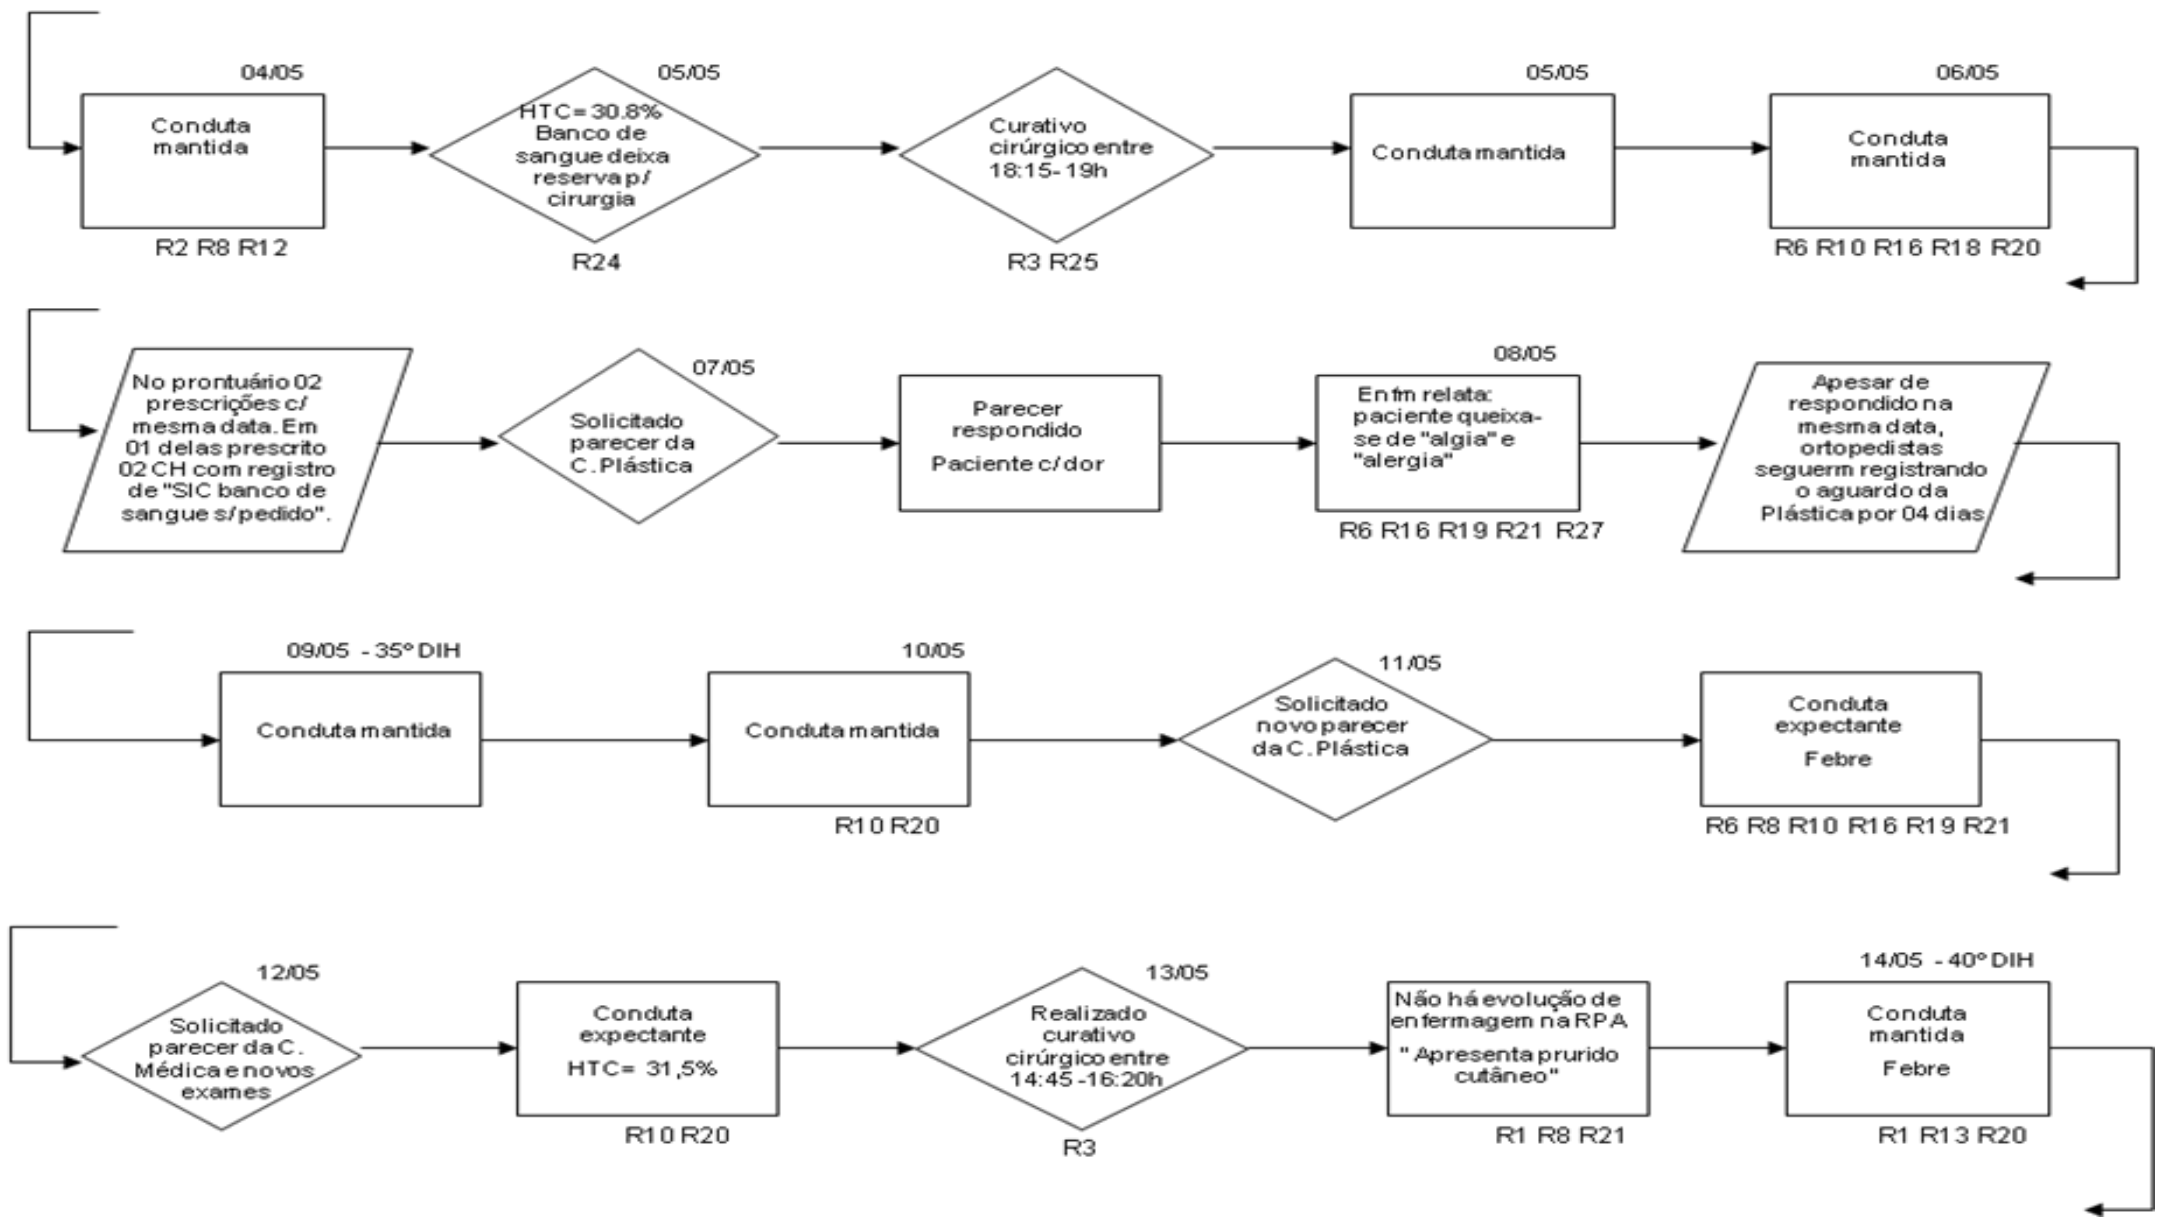 04/05
Conduta
mantida
R2 R8 R12
05/05
HTC= 30.8%
Banco de
sangue deixa
reserva p/
cirurgia
R24
Curativo
cirúrgico entre
18:15- 19h
R3 R25
05/05
Conduta mantida
06/05
Conduta
mantida
R6 R10 R16 R18 R20
No prontuário 02
prescrições c/
mesma data. Em
01 delas prescrito
02 CH com registro
de "SIC banco de
sangue s/pedido".
07/05
Solicitado
parecer da
C. Plástica
Parecer
respondido
Paciente c/dor
08/05
Enfm relata:
paciente queixa-
se de "algia" e
"alergia"
R6 R16 R19 R21 R27
Apesar de
respondido na
mesma data,
ortopedistas
seguem registrando
o aguardo da
Plástica por 04 dias
09/05 - 35º DIH
Conduta mantida
10/05
Conduta mantida
R10 R20
11/05
Solicitado
novo parecer
da C. Plástica
Conduta
expectante
Febre
R6 R8 R10 R16 R19 R21
12/05
Solicitado
parecer da C.
Médica e novos
exames
Conduta
expectante
HTC= 31,5%
R10 R20
13/05
Realizado
curativo
cirúrgico entre
14:45 -16:20h
R3
Não há evolução de
enfermagem na RPA
" Apresenta prurido
cutâneo"
R1 R8 R21
14/05 - 40º DIH
Conduta
mantida
Febre
R1 R13 R20